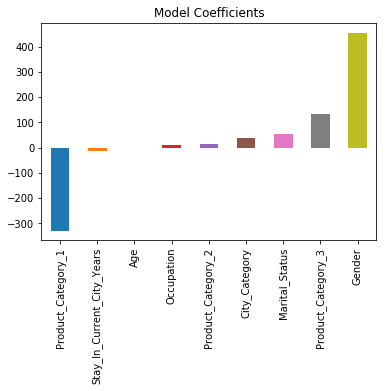 Model Coefficients
400
300
200
100
0
−100
−200
−300
Product_Category_1
Stay_In_Current_City_Years
Age
Occupation
Product_Category_2
City_Category
Marital_Status
Product_Category_3
Gender